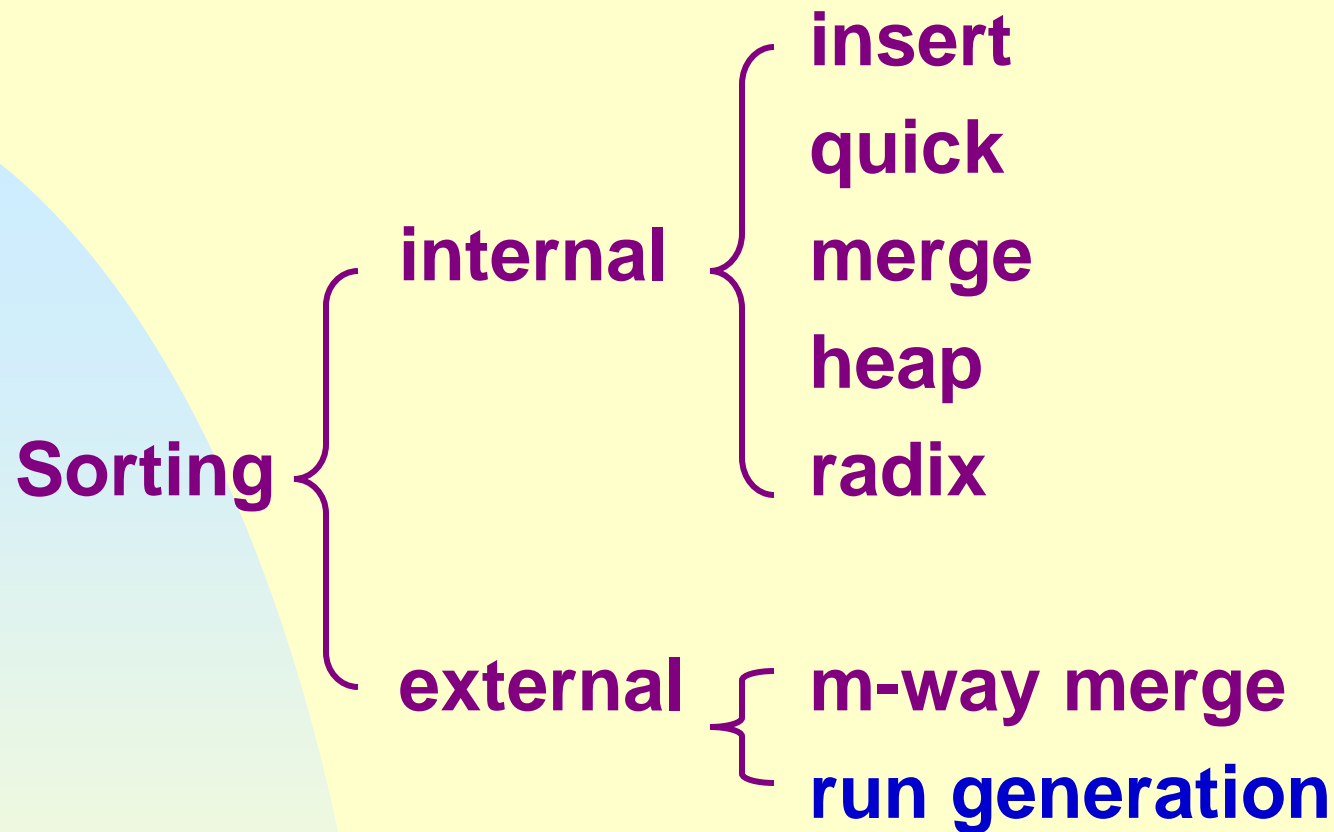 insert
quick
internal merge
heap
Sorting radix
external m-way merge
run generation